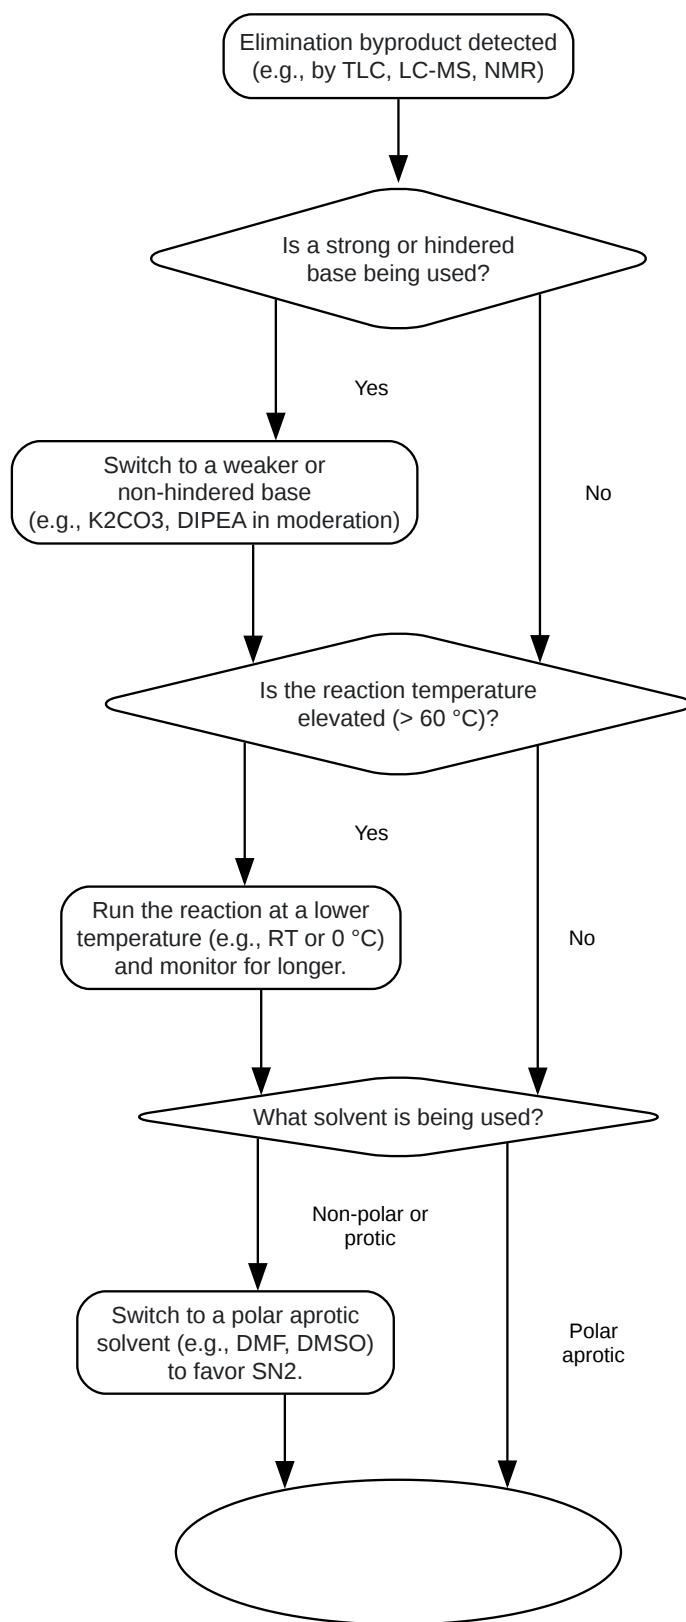 Elimination byproduct detected
(e.g., by TLC, LC-MS, NMR)
Is a strong or hindered
base being used?
Yes
Switch to a weaker or
non-hindered base
(e.g., K2CO3, DIPEA in moderation)
No
Is the reaction temperature
elevated (> 60 °C)?
Yes
Run the reaction at a lower
temperature (e.g., RT or 0 °C)
and monitor for longer.
No
What solvent is being used?
Non-polar or
protic
Switch to a polar aprotic
solvent (e.g., DMF, DMSO)
to favor SN2.
Polar
aprotic